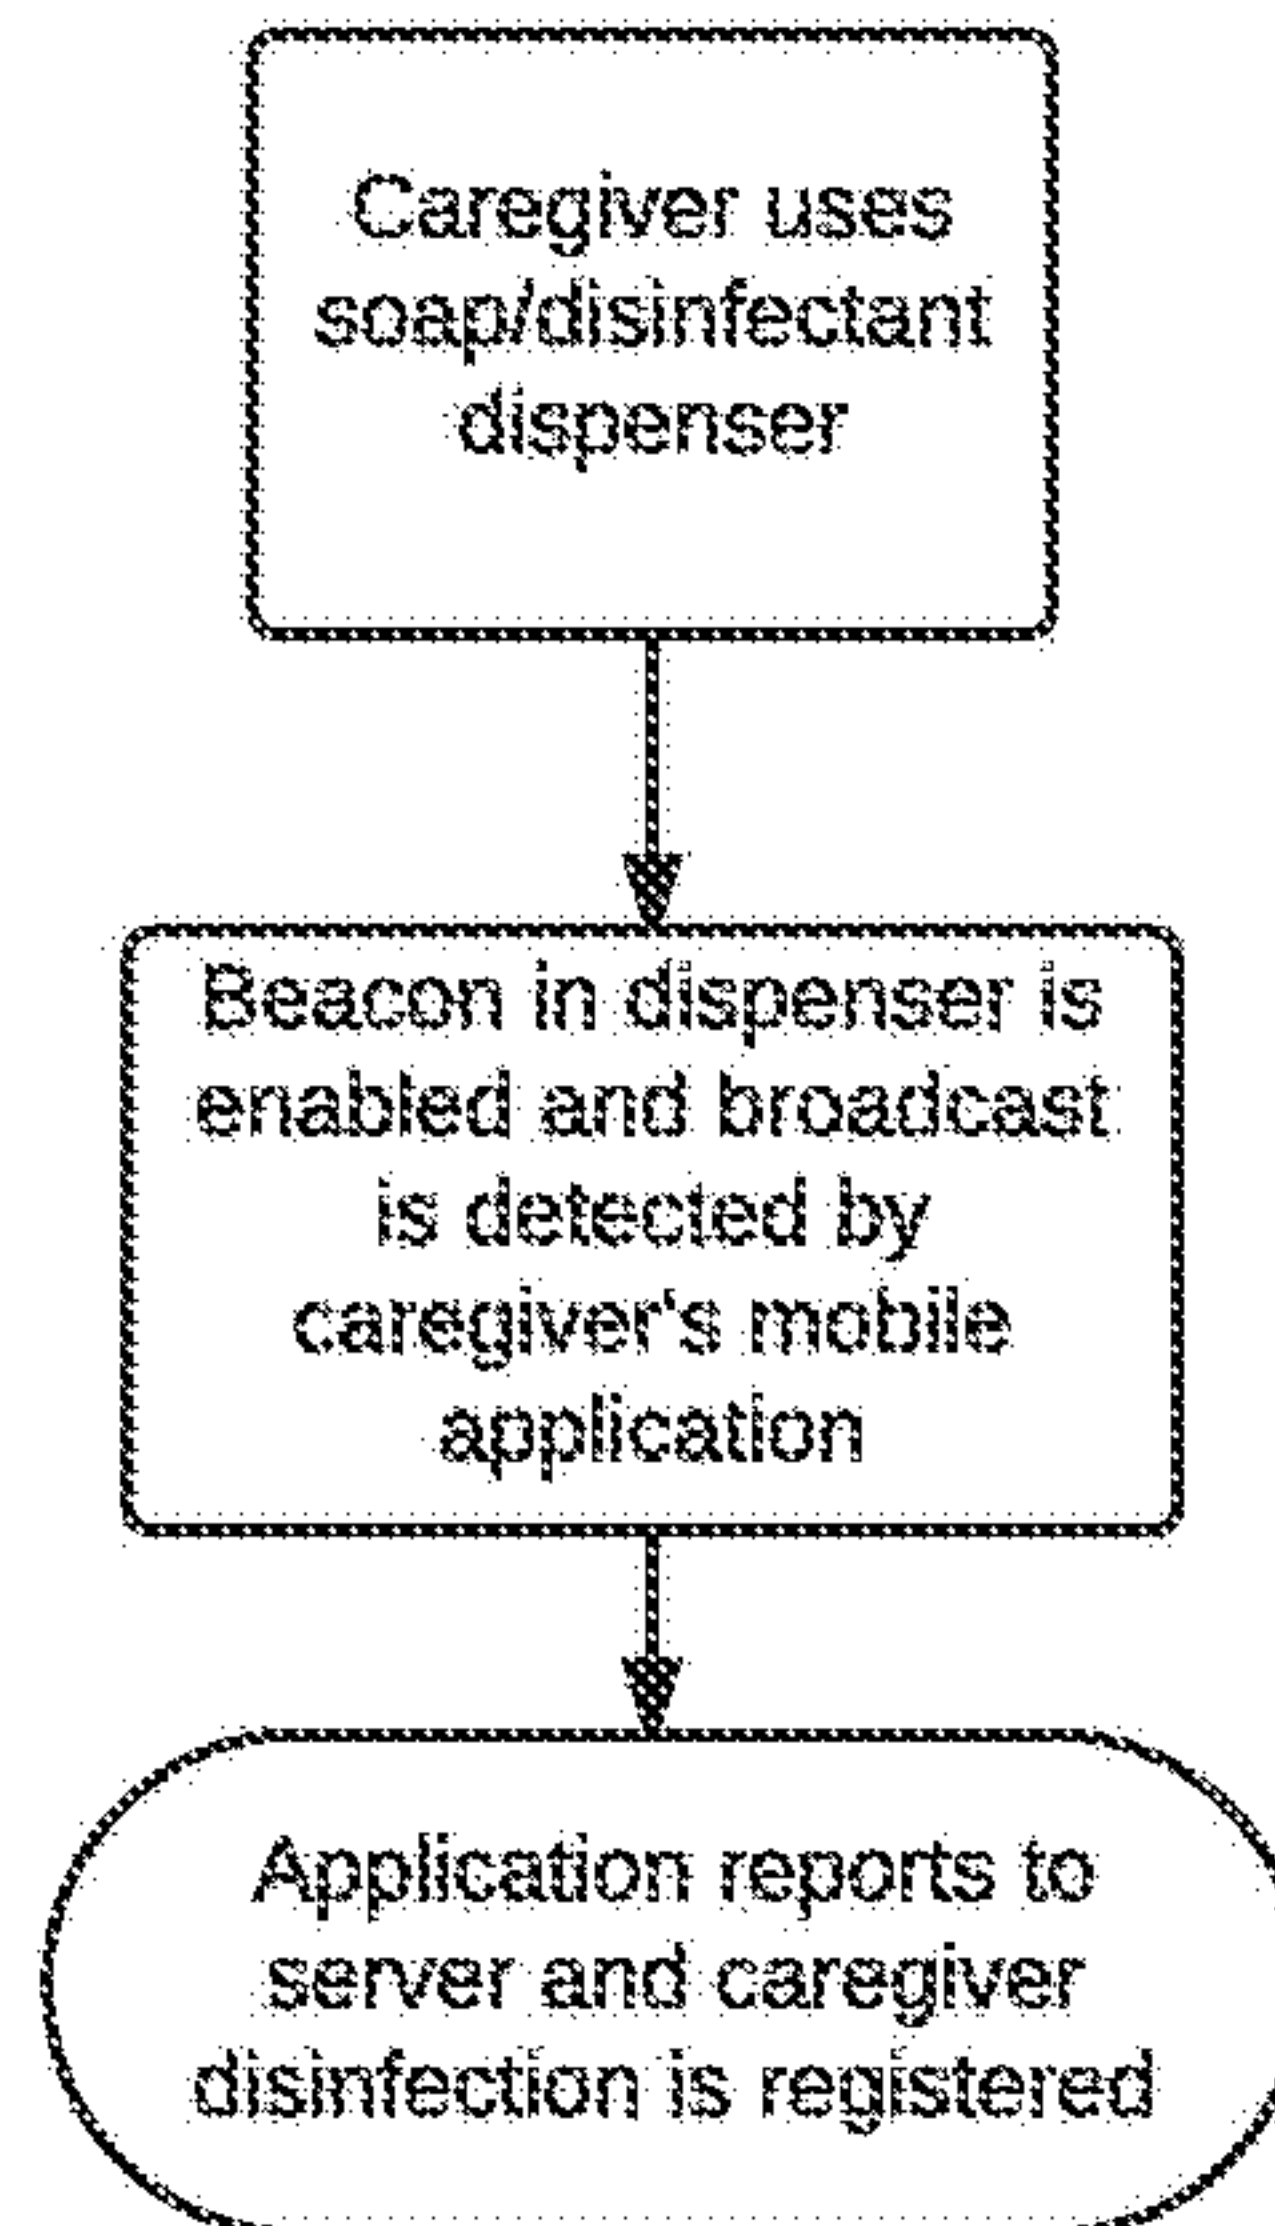 Caregiver uses
soap/disinfectant
dispenser
Beacon in dispenser is
enabled and broadcast
is detected by
caregiver's mobile
application
Application reports to
server and caregiver
disinfection is registered